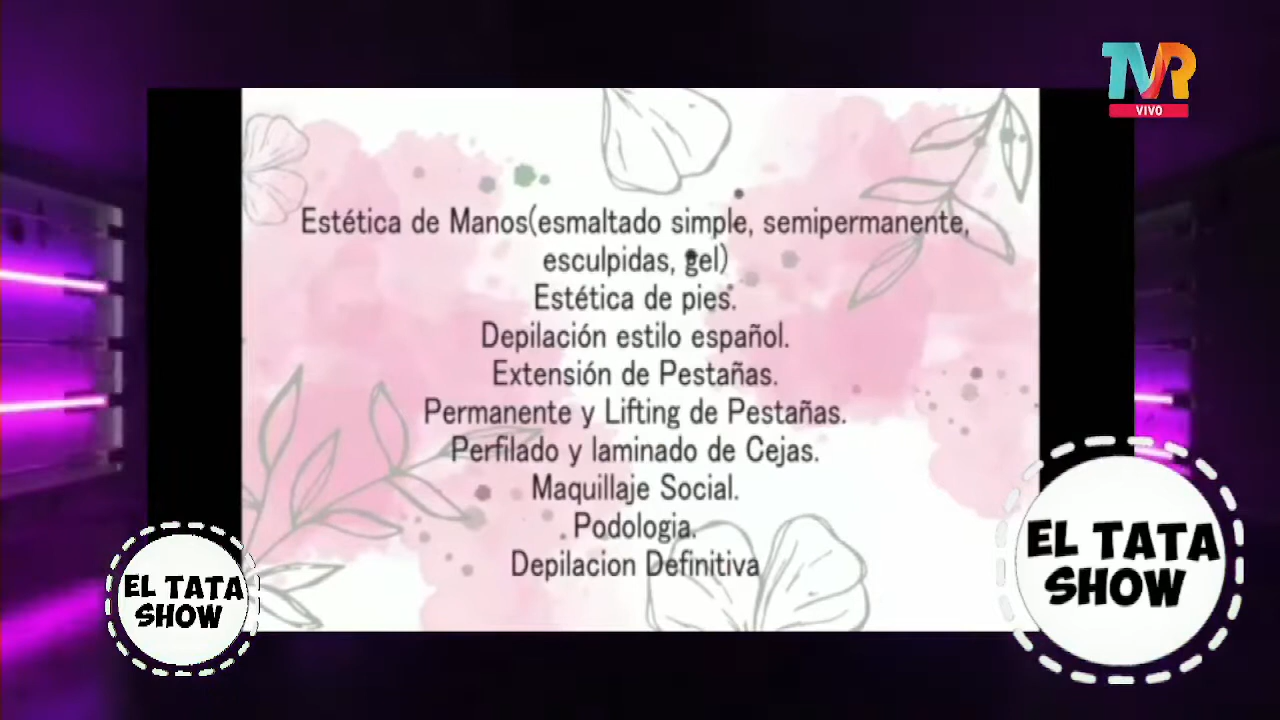 TVR
VIVO
Estética de Manos(esmaltado simple, semipermanente,
esculpidas, gel)
Estética de pies.
Depilación estilo español.
Extensión de Pestañas.
Permanente y Lifting de Pestañas.
Perfilado y laminado de Cejas.
Maquillaje Social.
Podologia.
Depilacion Definitiva
EL TATA
SHOW
EL TATA
SHOW